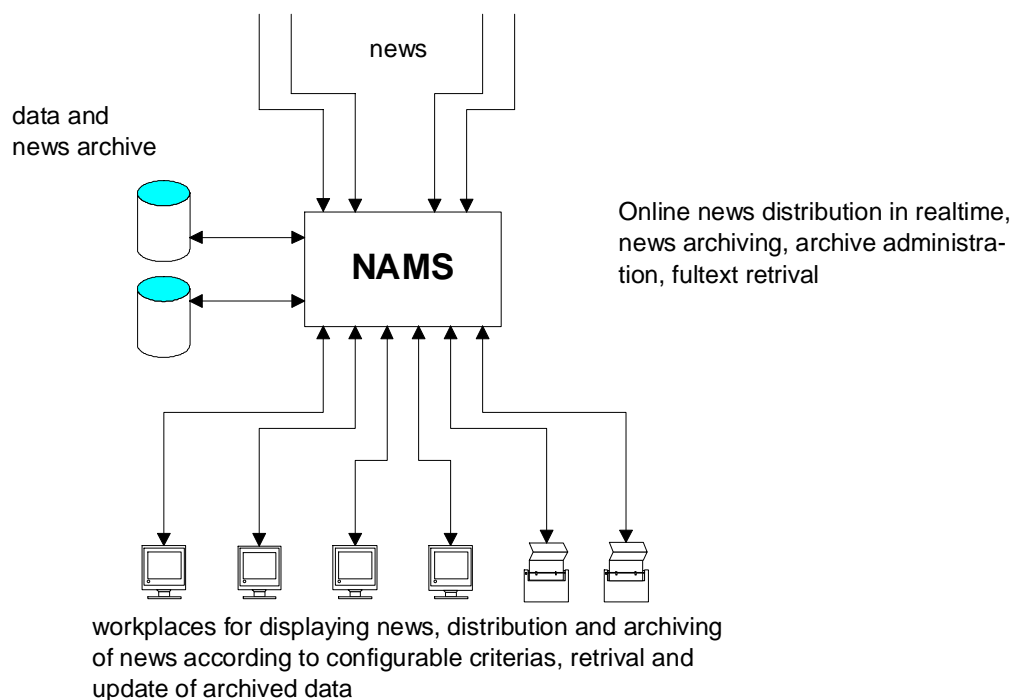 news
data and
news archive
Online news distribution in realtime,
news archiving, archive administra-
tion, fultext retrival
NAMS
workplaces for displaying news, distribution and archiving
of news according to configurable criterias, retrival and
update of archived data